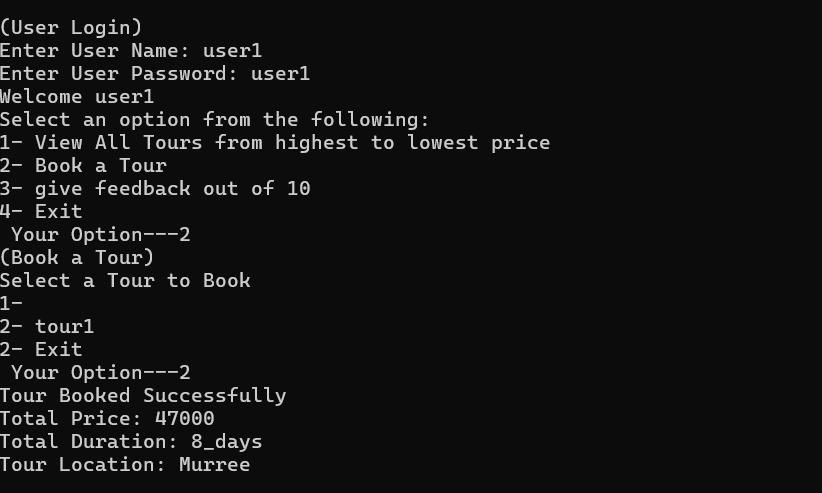 (User Login)
Enter User Name: user1
Enter User Password: user1
Welcome user1
Select an option from the following:
1- View All Tours from highest to lowest price
2- Book a Tour
3- give feedback out of 10
4- Exit
Your Option---2
(Book a Tour)
Select a Tour to Book
1-
2- tour1
2- Exit
Your Option---2
Tour Booked Successfully
Total Price: 47000
Total Duration: 8_days
Tour Location: Murree